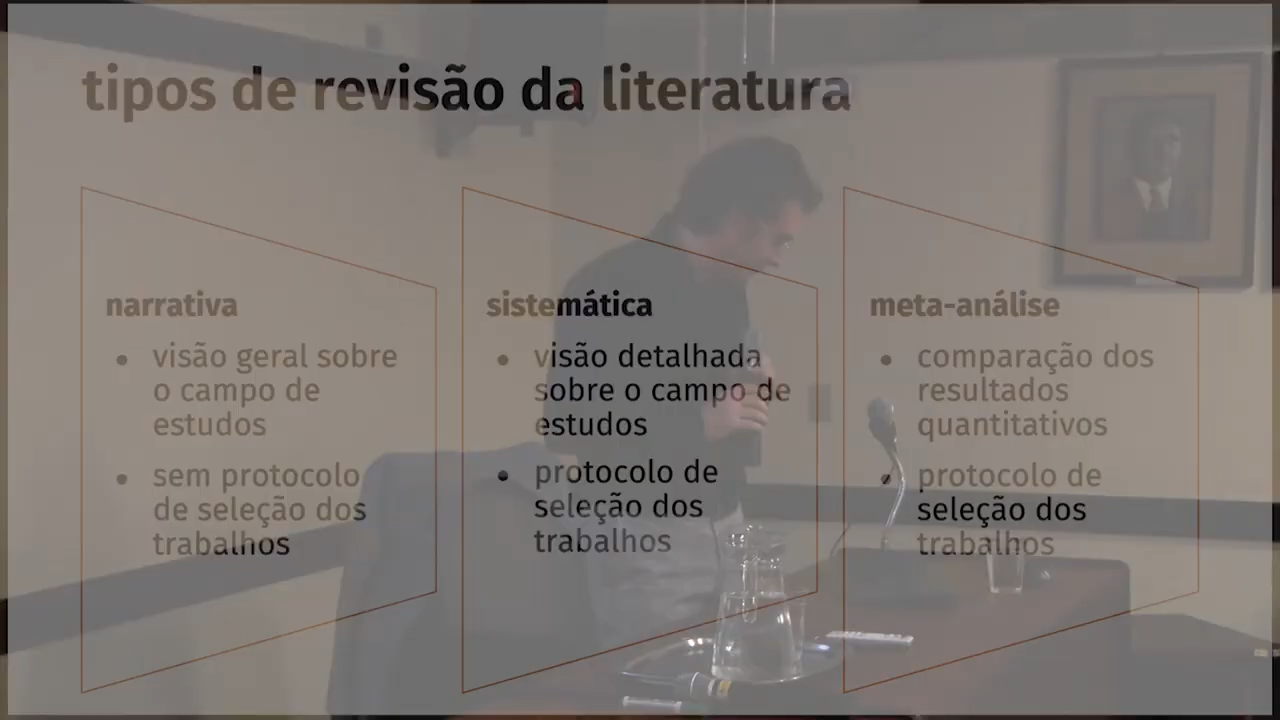 tipos de revisão da literatura
narrativa
• visão geral sobre
o campo de
estudos
• sem protocolo
de seleção dos
trabalhos
sistemática
• visão detalhada
sobre o campo de
estudos
• protocolo de
seleção dos
trabalhos
meta-análise
• comparação dos
resultados
quantitativos
• protocolo de
seleção dos
trabalhos